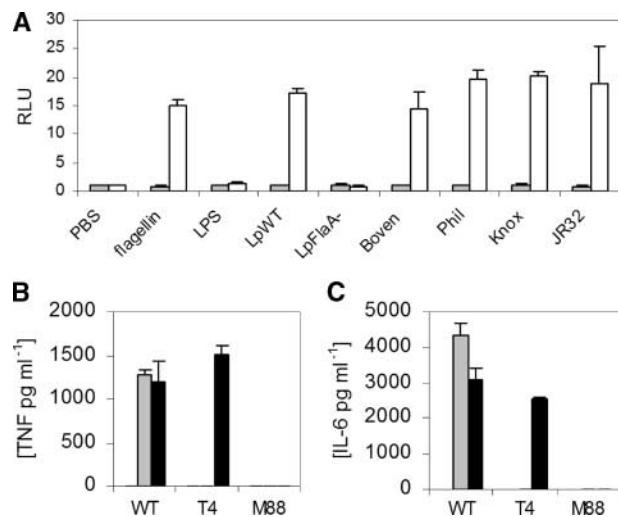 A
RLU
30
25
20
15
10
5
0
PBS
flagellin
LPS
LpWT
LpFlaA-
Boven
Phil
Knox
JR32
B
[TNF pg ml⁻¹]
2000
1500
1000
500
0
WT T4 M88
C
[IL-6 pg ml⁻¹]
5000
4000
3000
2000
1000
0
WT T4 M88